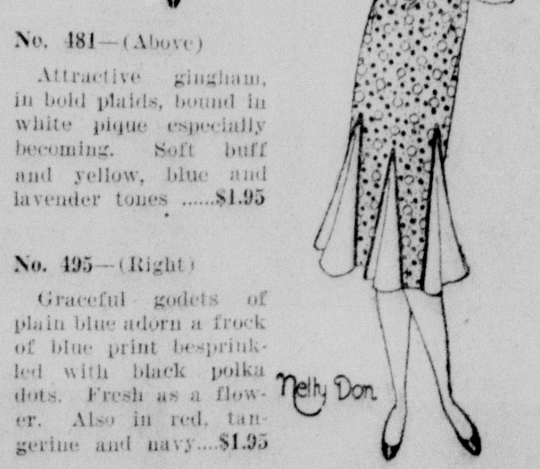 No. 481—(Above)
Attractive gingham,
in bold plaids, bound in
white pique especially
becoming. Soft buff
and yellow, blue and
lavender tones ......$1.95
No. 495—(Right)
Graceful godets of
plain blue adorn a frock
of blue print besprink-
led with black polka
dots. Fresh as a flow-
er. Also in red, tan-
gerine and navy....$1.95
Nelly Don